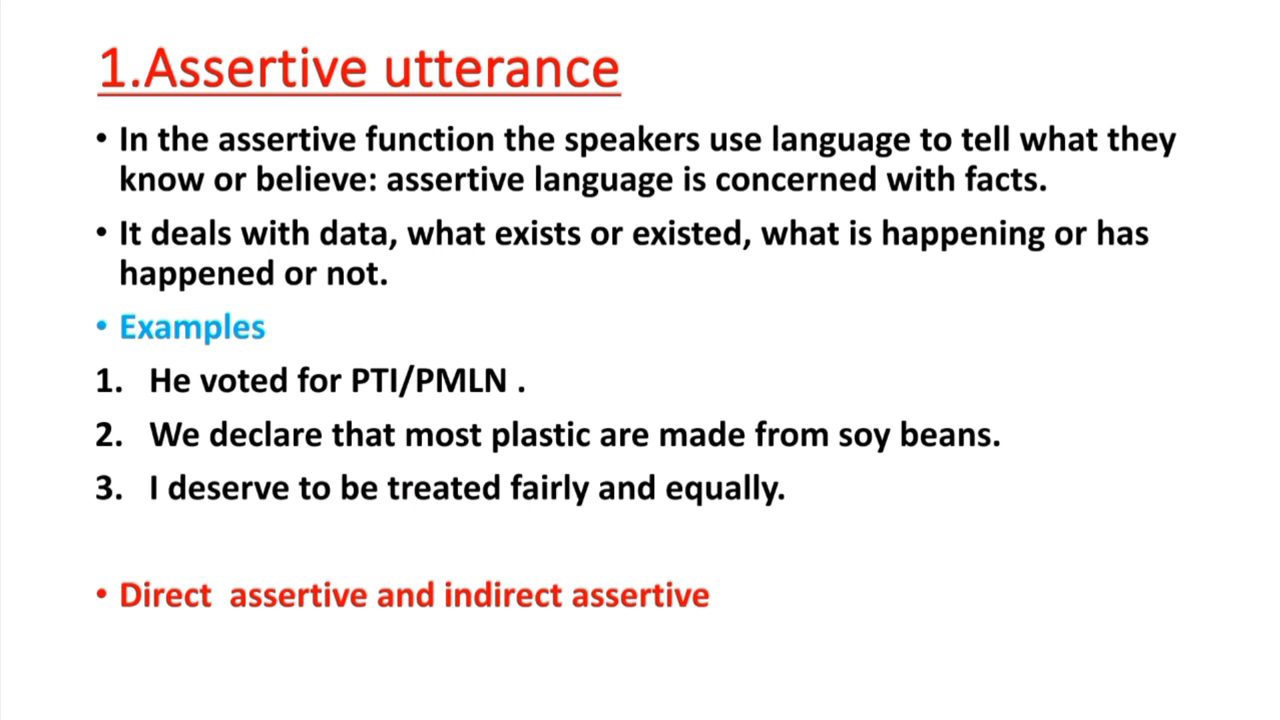 1.Assertive utterance
• In the assertive function the speakers use language to tell what they
know or believe: assertive language is concerned with facts.
• It deals with data, what exists or existed, what is happening or has
happened or not.
• Examples
1. He voted for PTI/PMLN .
2. We declare that most plastic are made from soy beans.
3. I deserve to be treated fairly and equally.
• Direct assertive and indirect assertive